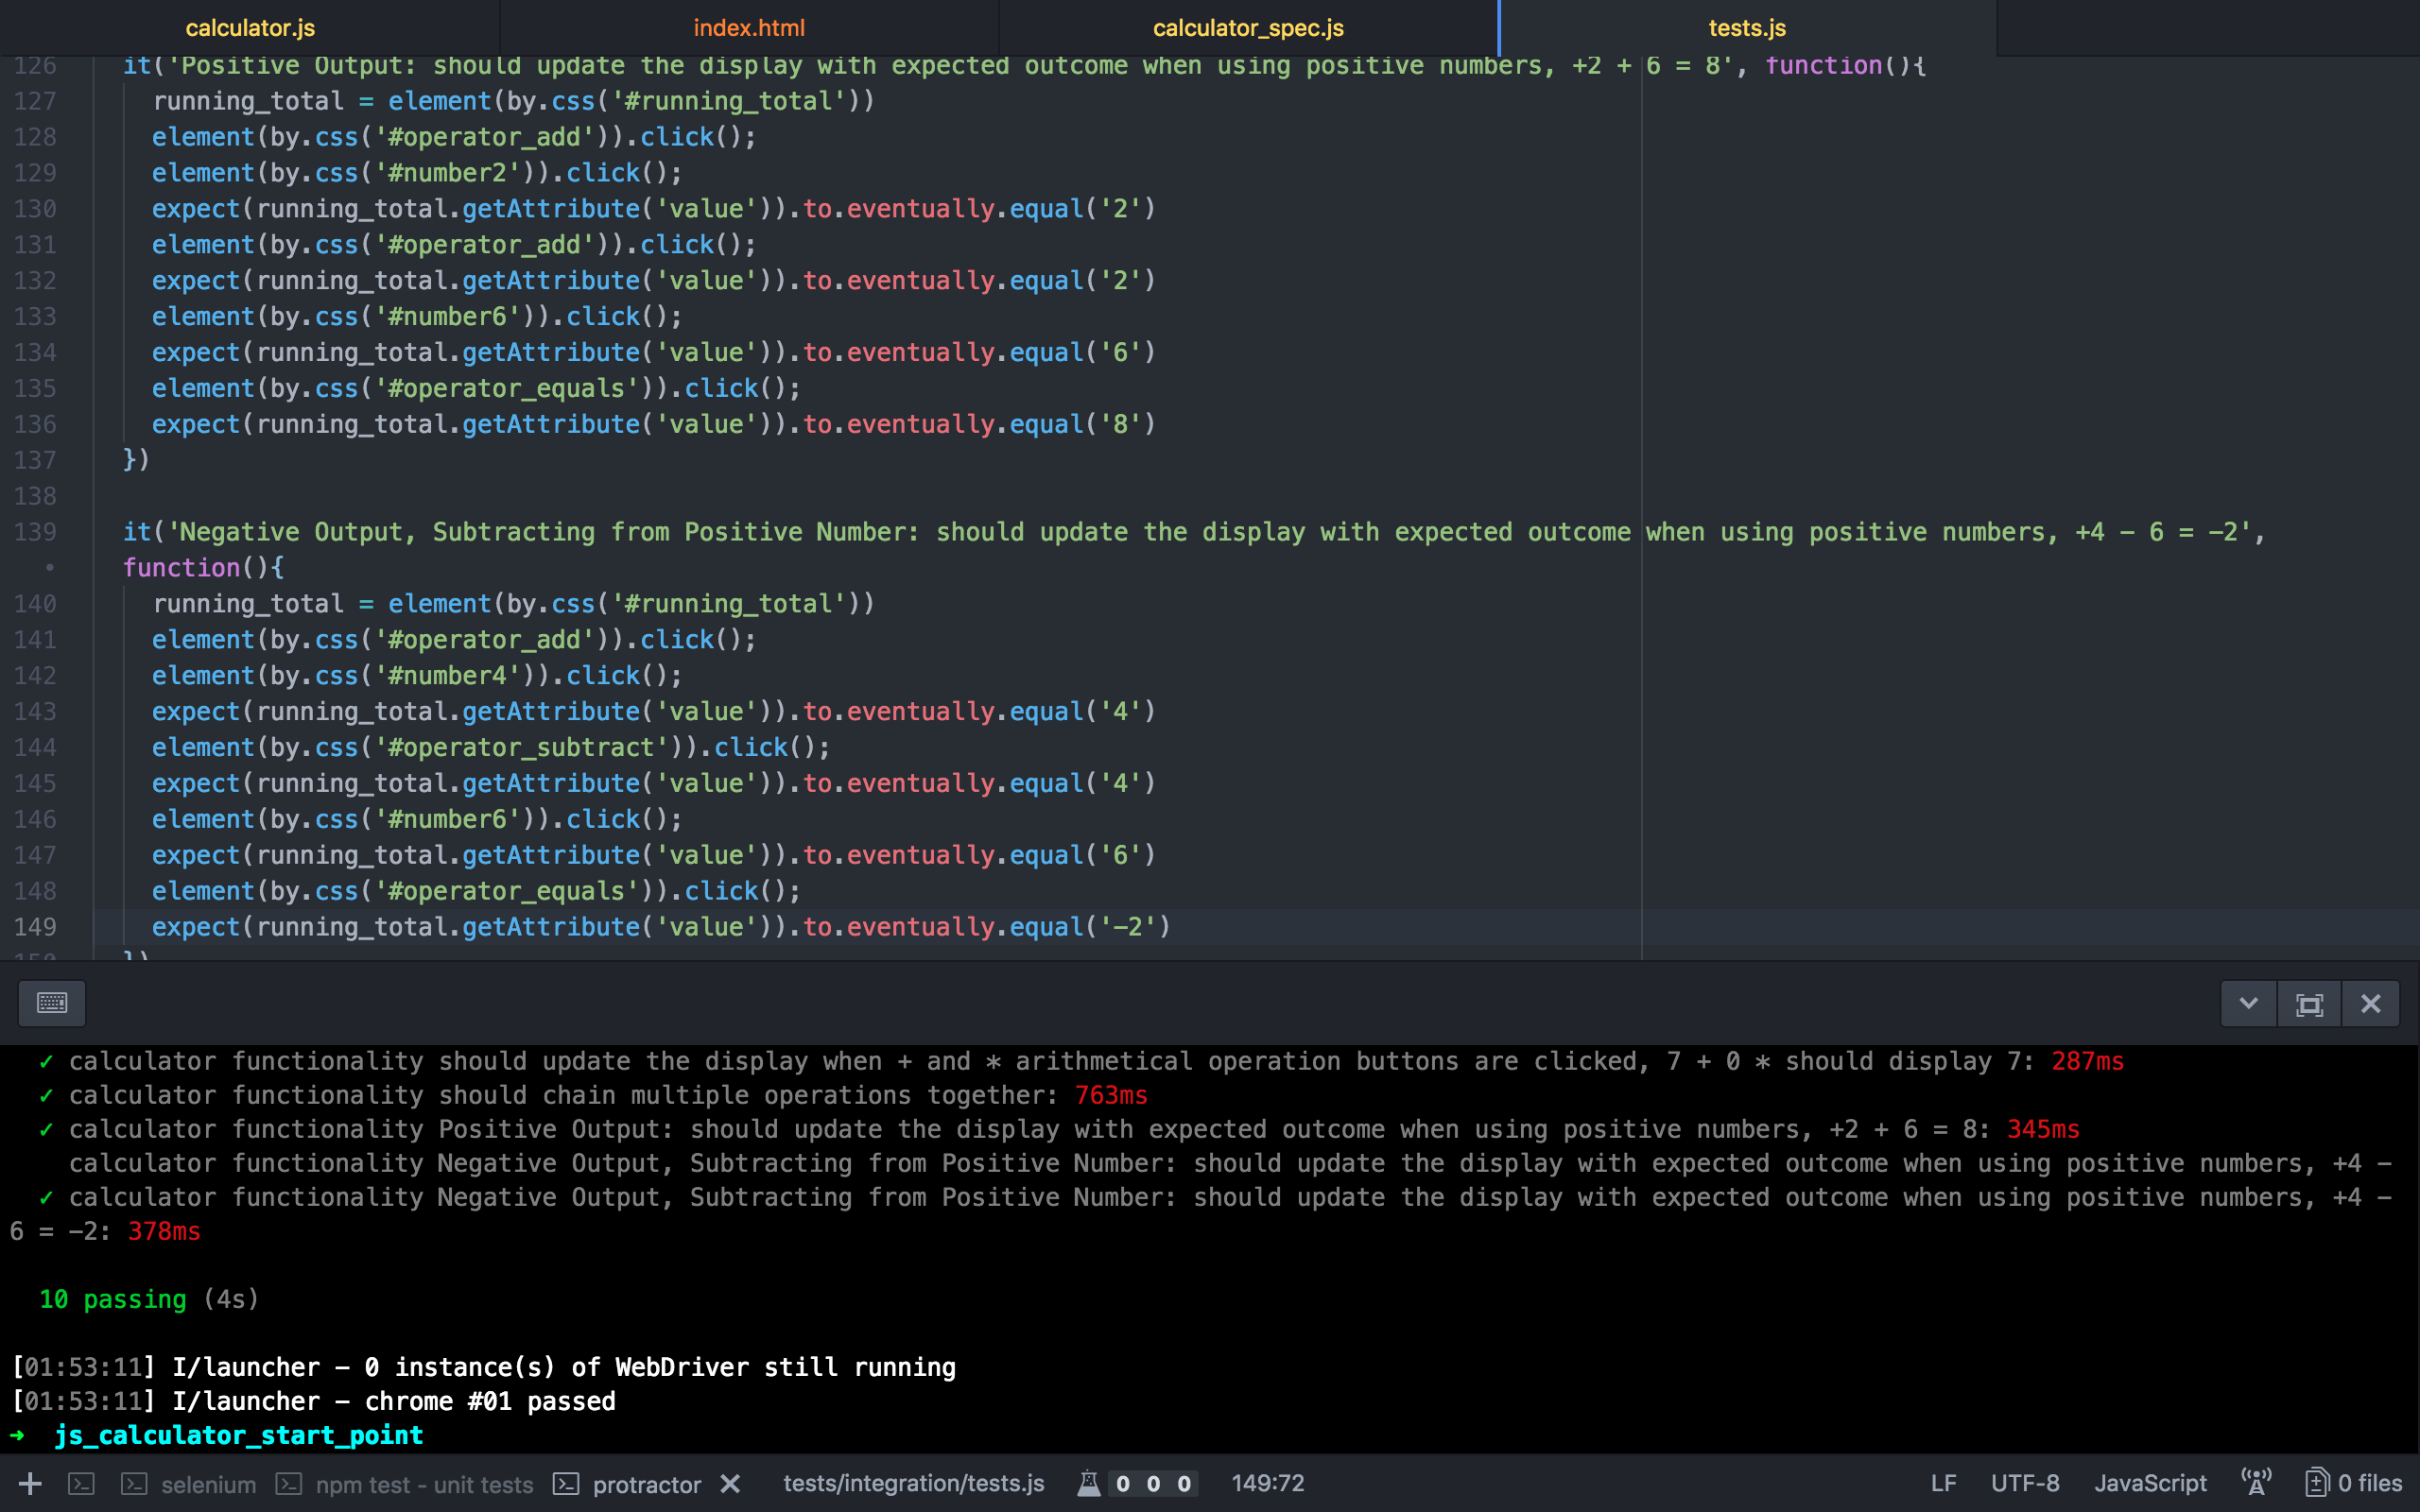 calculator.js index.html calculator_spec.js tests.js
126 it('Positive Output: should update the display with expected outcome when using positive numbers, +2 + 6 = 8', function(){
127 running_total = element(by.css('#running_total'))
128 element(by.css('#operator_add')).click();
129 element(by.css('#number2')).click();
130 expect(running_total.getAttribute('value')).to.eventually.equal('2')
131 element(by.css('#operator_add')).click();
132 expect(running_total.getAttribute('value')).to.eventually.equal('2')
133 element(by.css('#number6')).click();
134 expect(running_total.getAttribute('value')).to.eventually.equal('6')
135 element(by.css('#operator_equals')).click();
136 expect(running_total.getAttribute('value')).to.eventually.equal('8')
137 })
138
139 it('Negative Output, Subtracting from Positive Number: should update the display with expected outcome when using positive numbers, +4 - 6 = -2',
• function(){
140 running_total = element(by.css('#running_total'))
141 element(by.css('#operator_add')).click();
142 element(by.css('#number4')).click();
143 expect(running_total.getAttribute('value')).to.eventually.equal('4')
144 element(by.css('#operator_subtract')).click();
145 expect(running_total.getAttribute('value')).to.eventually.equal('4')
146 element(by.css('#number6')).click();
147 expect(running_total.getAttribute('value')).to.eventually.equal('6')
148 element(by.css('#operator_equals')).click();
149 expect(running_total.getAttribute('value')).to.eventually.equal('-2')
150 })
✓ calculator functionality should update the display when + and * arithmetical operation buttons are clicked, 7 + 0 * should display 7: 287ms
✓ calculator functionality should chain multiple operations together: 763ms
✓ calculator functionality Positive Output: should update the display with expected outcome when using positive numbers, +2 + 6 = 8: 345ms
calculator functionality Negative Output, Subtracting from Positive Number: should update the display with expected outcome when using positive numbers, +4 -
✓ calculator functionality Negative Output, Subtracting from Positive Number: should update the display with expected outcome when using positive numbers, +4 -
6 = -2: 378ms
10 passing (4s)
[01:53:11] I/launcher - 0 instance(s) of WebDriver still running
[01:53:11] I/launcher - chrome #01 passed
➜ js_calculator_start_point
selenium npm test - unit tests protractor tests/integration/tests.js 0 0 0 149:72 LF UTF-8 JavaScript 0 files